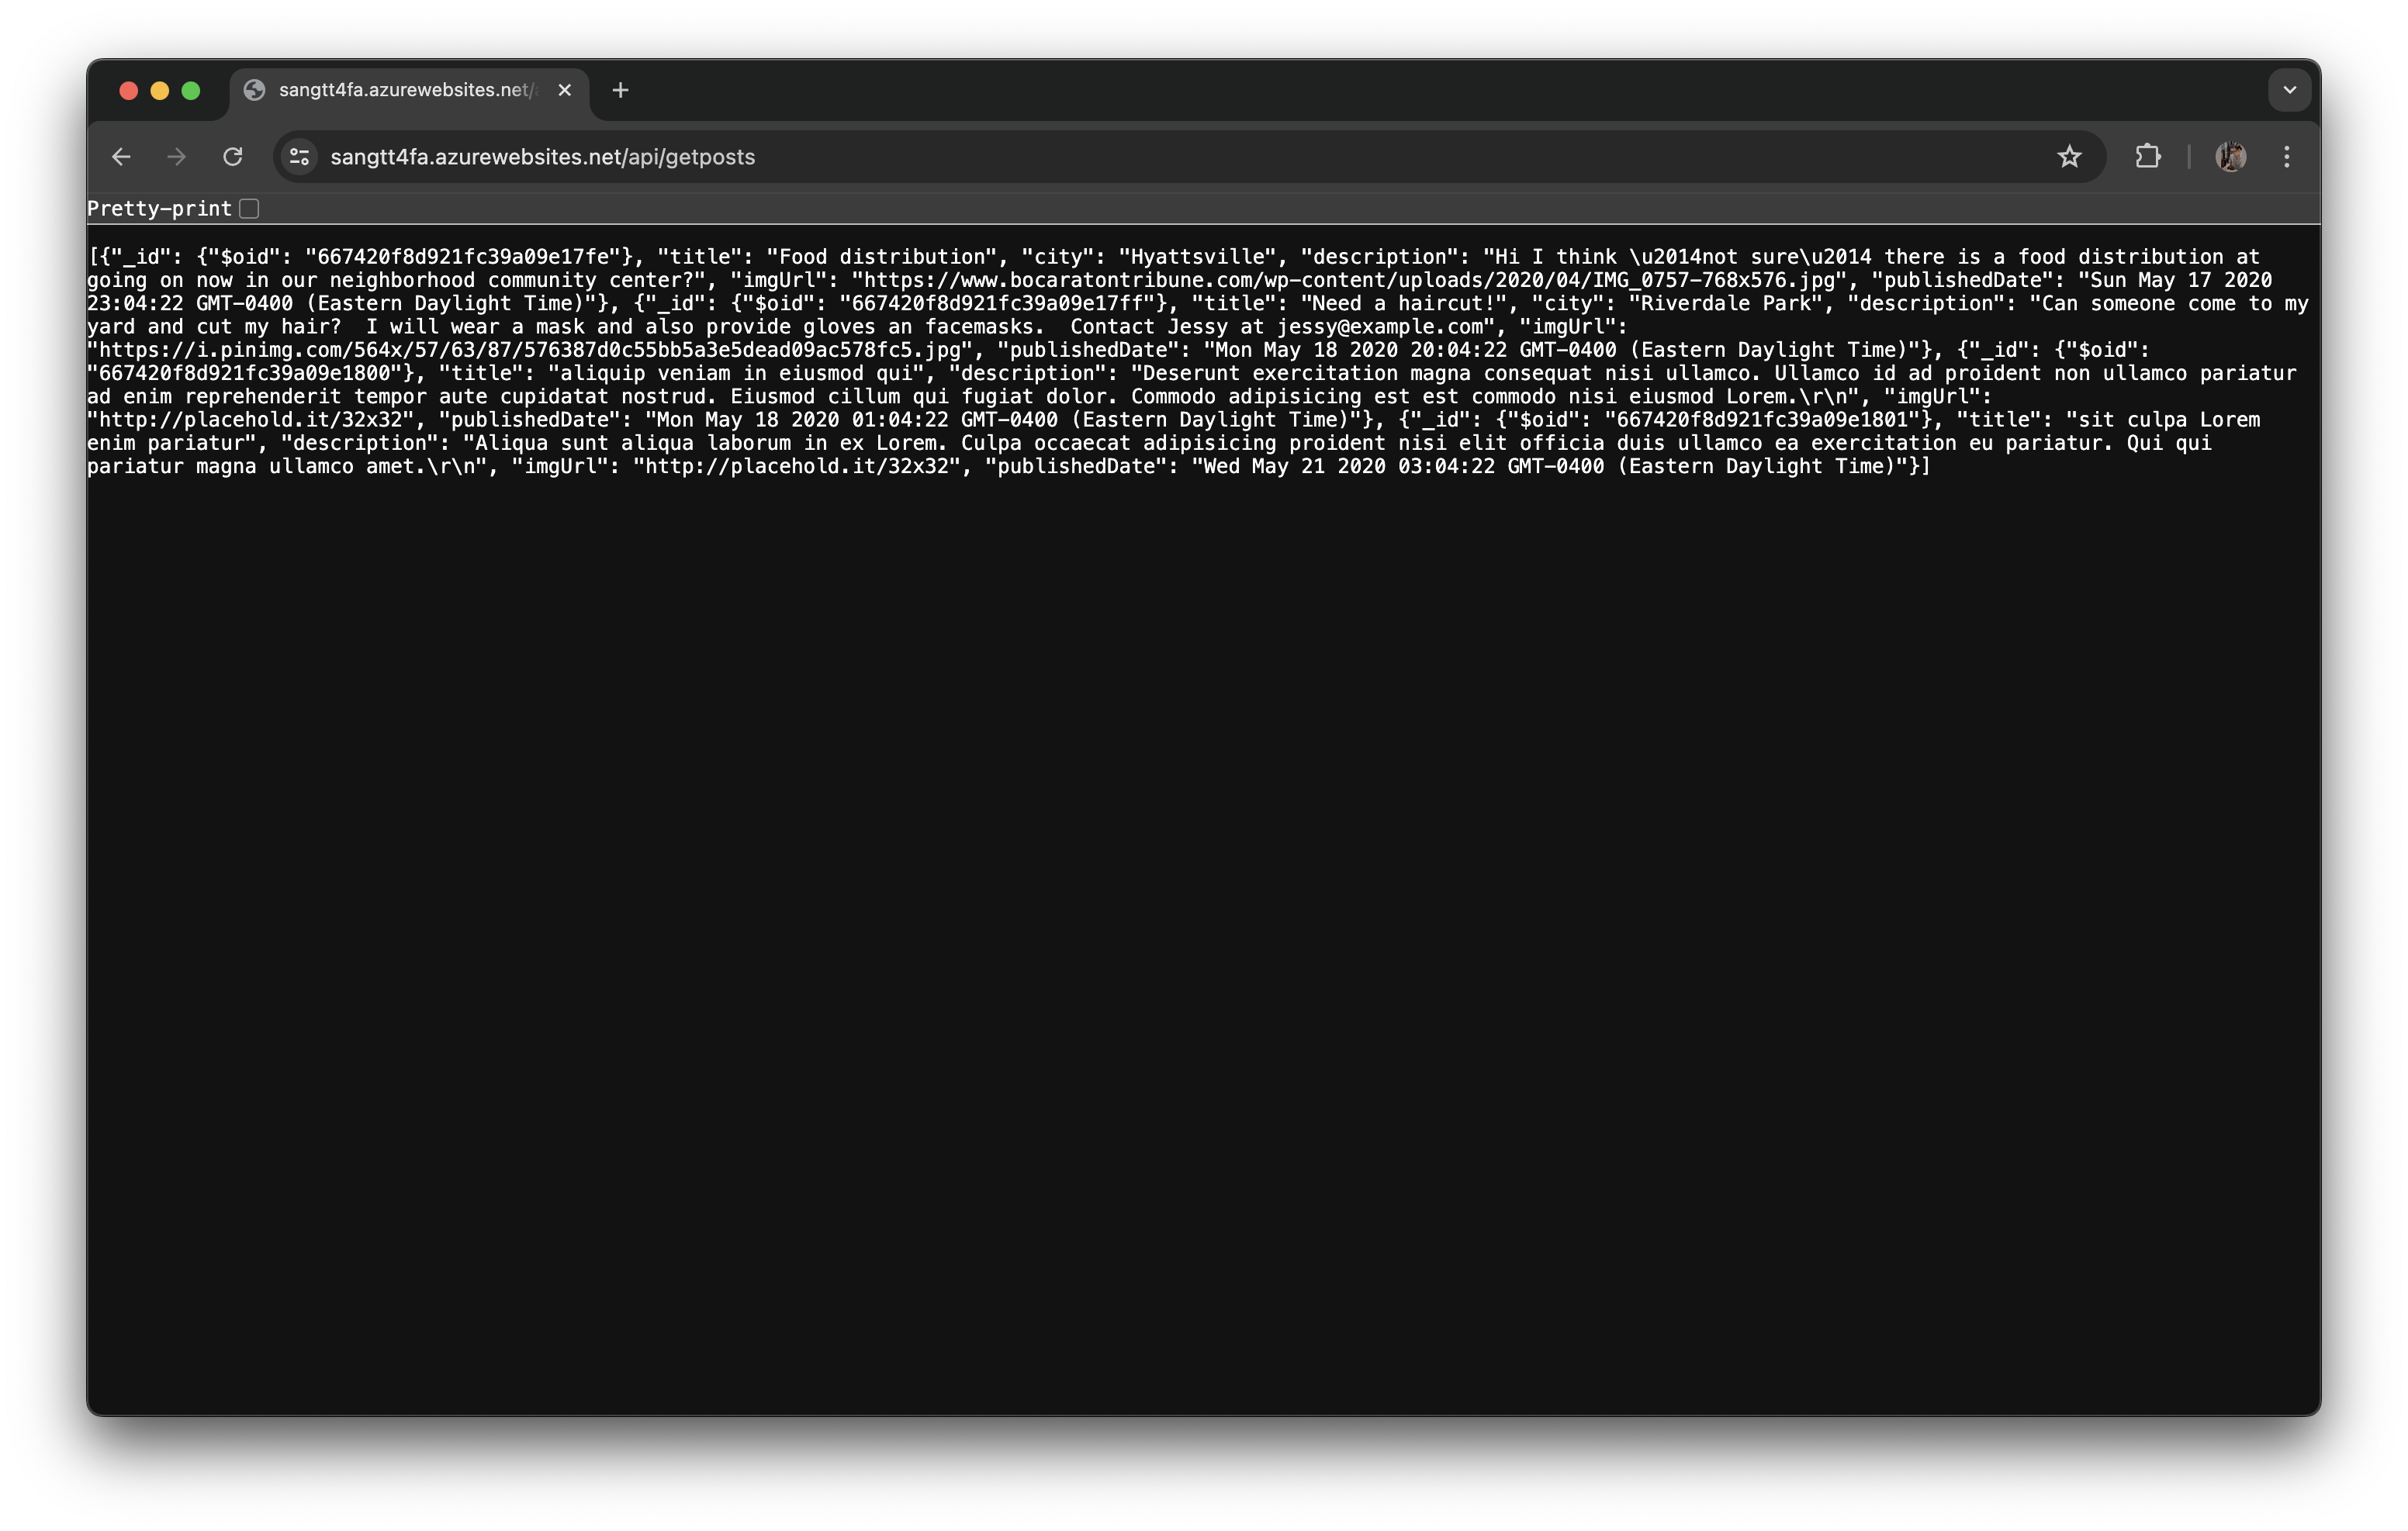 sangtt4fa.azurewebsites.net/
sangtt4fa.azurewebsites.net/api/getposts
Pretty-print
[{"_id": {"$oid": "667420f8d921fc39a09e17fe"}, "title": "Food distribution", "city": "Hyattsville", "description": "Hi I think \u2014not sure\u2014 there is a food distribution at
going on now in our neighborhood community center?", "imgUrl": "https://www.bocaratontribune.com/wp-content/uploads/2020/04/IMG_0757-768x576.jpg", "publishedDate": "Sun May 17 2020
23:04:22 GMT-0400 (Eastern Daylight Time)"}, {"_id": {"$oid": "667420f8d921fc39a09e17ff"}, "title": "Need a haircut!", "city": "Riverdale Park", "description": "Can someone come to my
yard and cut my hair?  I will wear a mask and also provide gloves an facemasks.  Contact Jessy at jessy@example.com", "imgUrl":
"https://i.pinimg.com/564x/57/63/87/576387d0c55bb5a3e5dead09ac578fc5.jpg", "publishedDate": "Mon May 18 2020 20:04:22 GMT-0400 (Eastern Daylight Time)"}, {"_id": {"$oid":
"667420f8d921fc39a09e1800"}, "title": "aliquip veniam in eiusmod qui", "description": "Deserunt exercitation magna consequat nisi ullamco. Ullamco id ad proident non ullamco pariatur
ad enim reprehenderit tempor aute cupidatat nostrud. Eiusmod cillum qui fugiat dolor. Commodo adipisicing est est commodo nisi eiusmod Lorem.\r\n", "imgUrl":
"http://placehold.it/32x32", "publishedDate": "Mon May 18 2020 01:04:22 GMT-0400 (Eastern Daylight Time)"}, {"_id": {"$oid": "667420f8d921fc39a09e1801"}, "title": "sit culpa Lorem
enim pariatur", "description": "Aliqua sunt aliqua laborum in ex Lorem. Culpa occaecat adipisicing proident nisi elit officia duis ullamco ea exercitation eu pariatur. Qui qui
pariatur magna ullamco amet.\r\n", "imgUrl": "http://placehold.it/32x32", "publishedDate": "Wed May 21 2020 03:04:22 GMT-0400 (Eastern Daylight Time)"}]